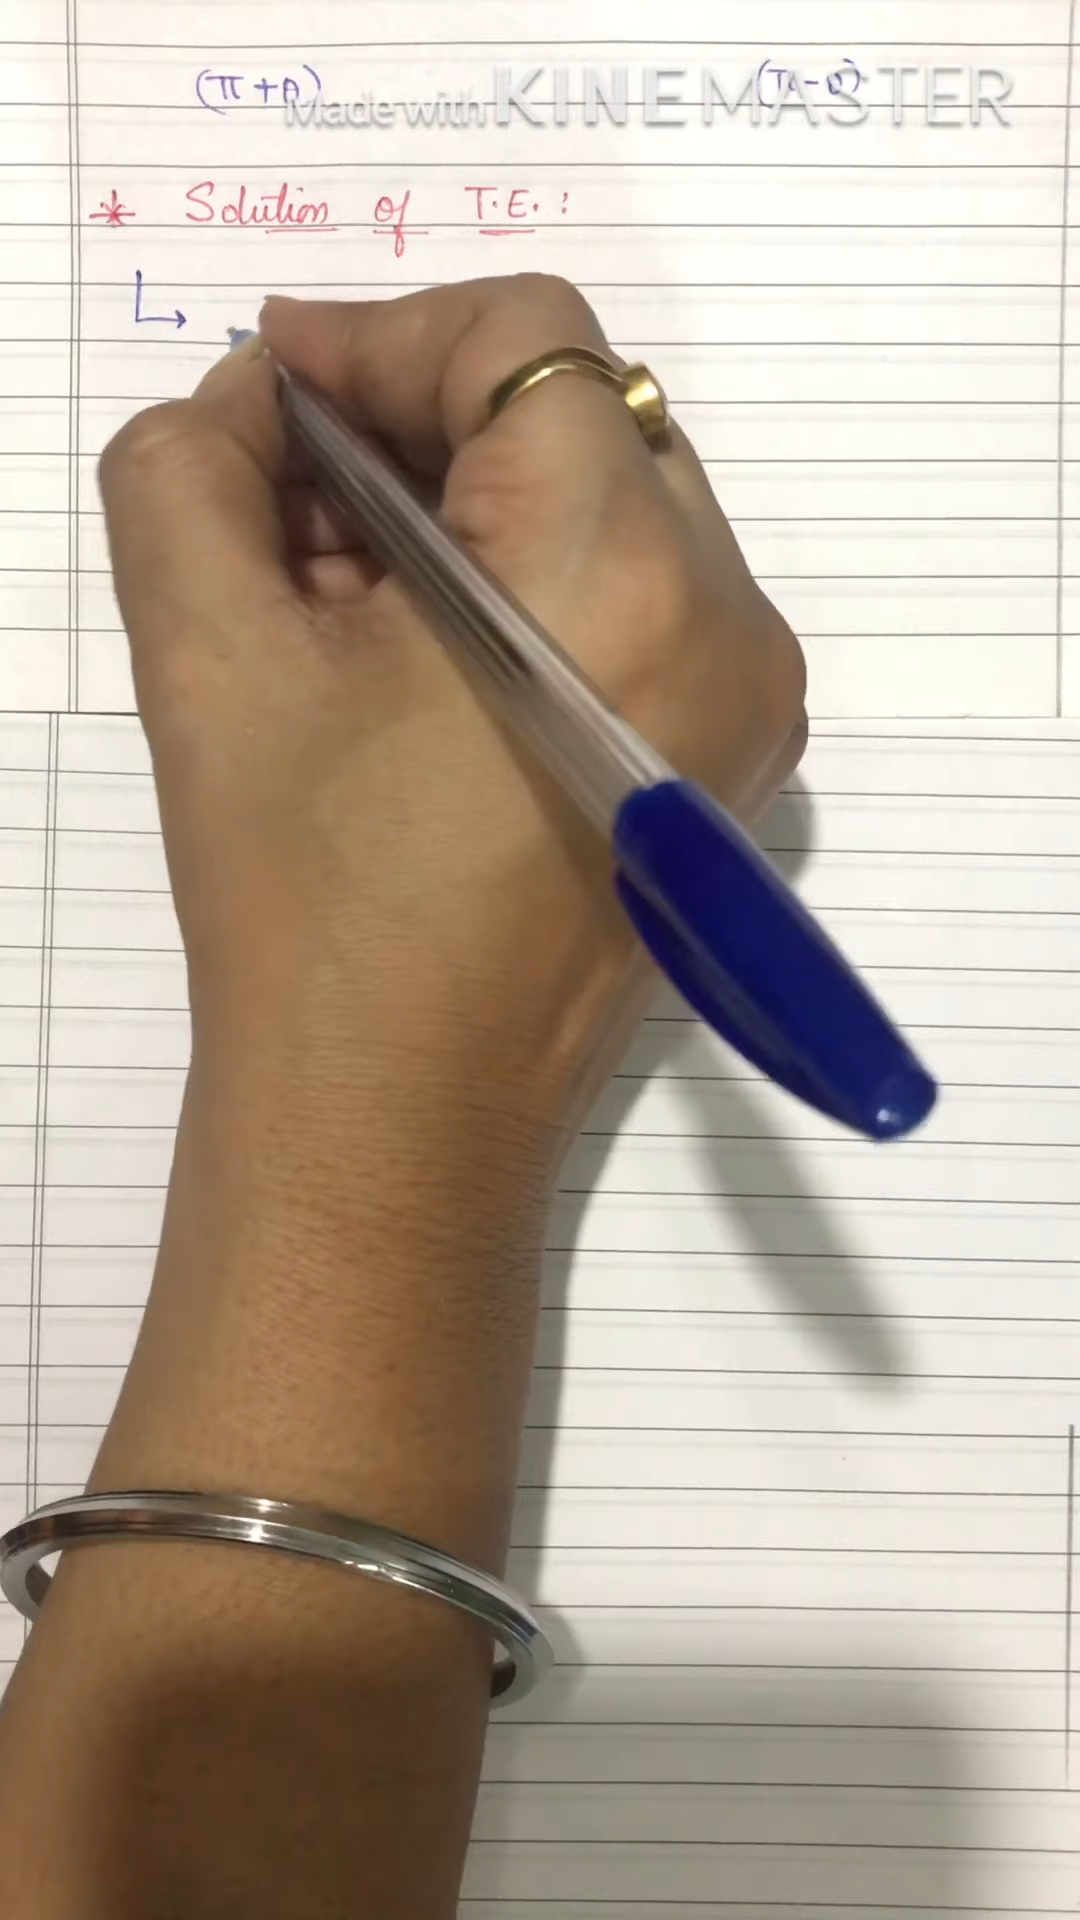 (π + θ) (π - θ)
Made with KINEMASTER
* Solution of T.E. :